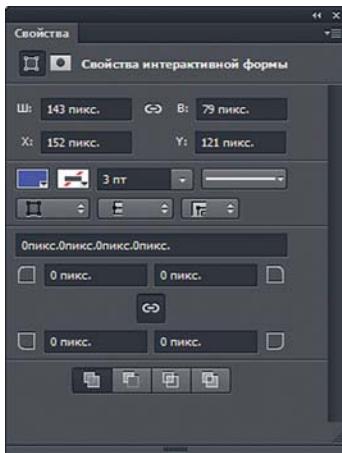 Свойства
Свойства интерактивной формы
Ш: 143 пикс. В: 79 пикс.
X: 152 пикс. Y: 121 пикс.
3 пт
0пикс.0пикс.0пикс.0пикс.
0 пикс. 0 пикс.
0 пикс. 0 пикс.